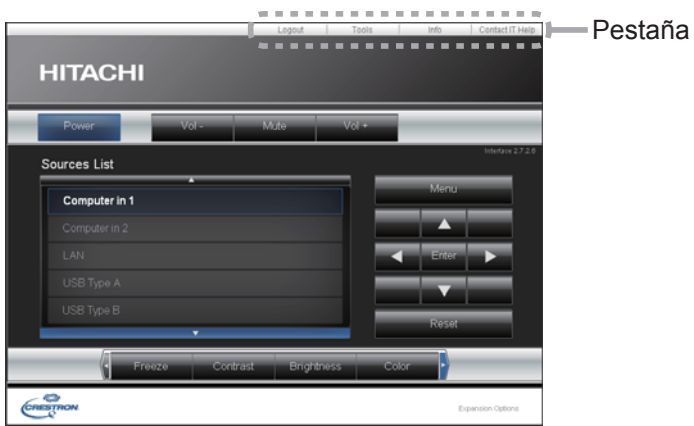 Logout Tools Info Contact IT Help
Pestaña
HITACHI
Power Vol - Mute Vol +
Interface 2.7.2.0
Sources List
Computer in 1
Computer in 2
LAN
USB Type A
USB Type B
Menu
Enter
Reset
Freeze Contrast Brightness Color
CRESTRON
Expansion Options